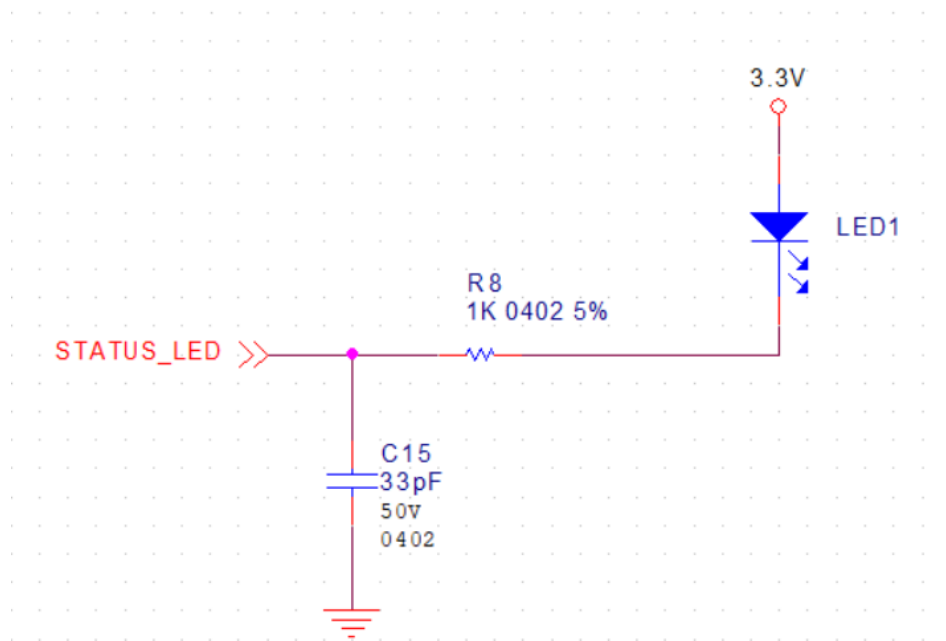 3.3V
LED1
R8
1K 0402 5%
STATUS_LED
C15
33pF
50V
0402